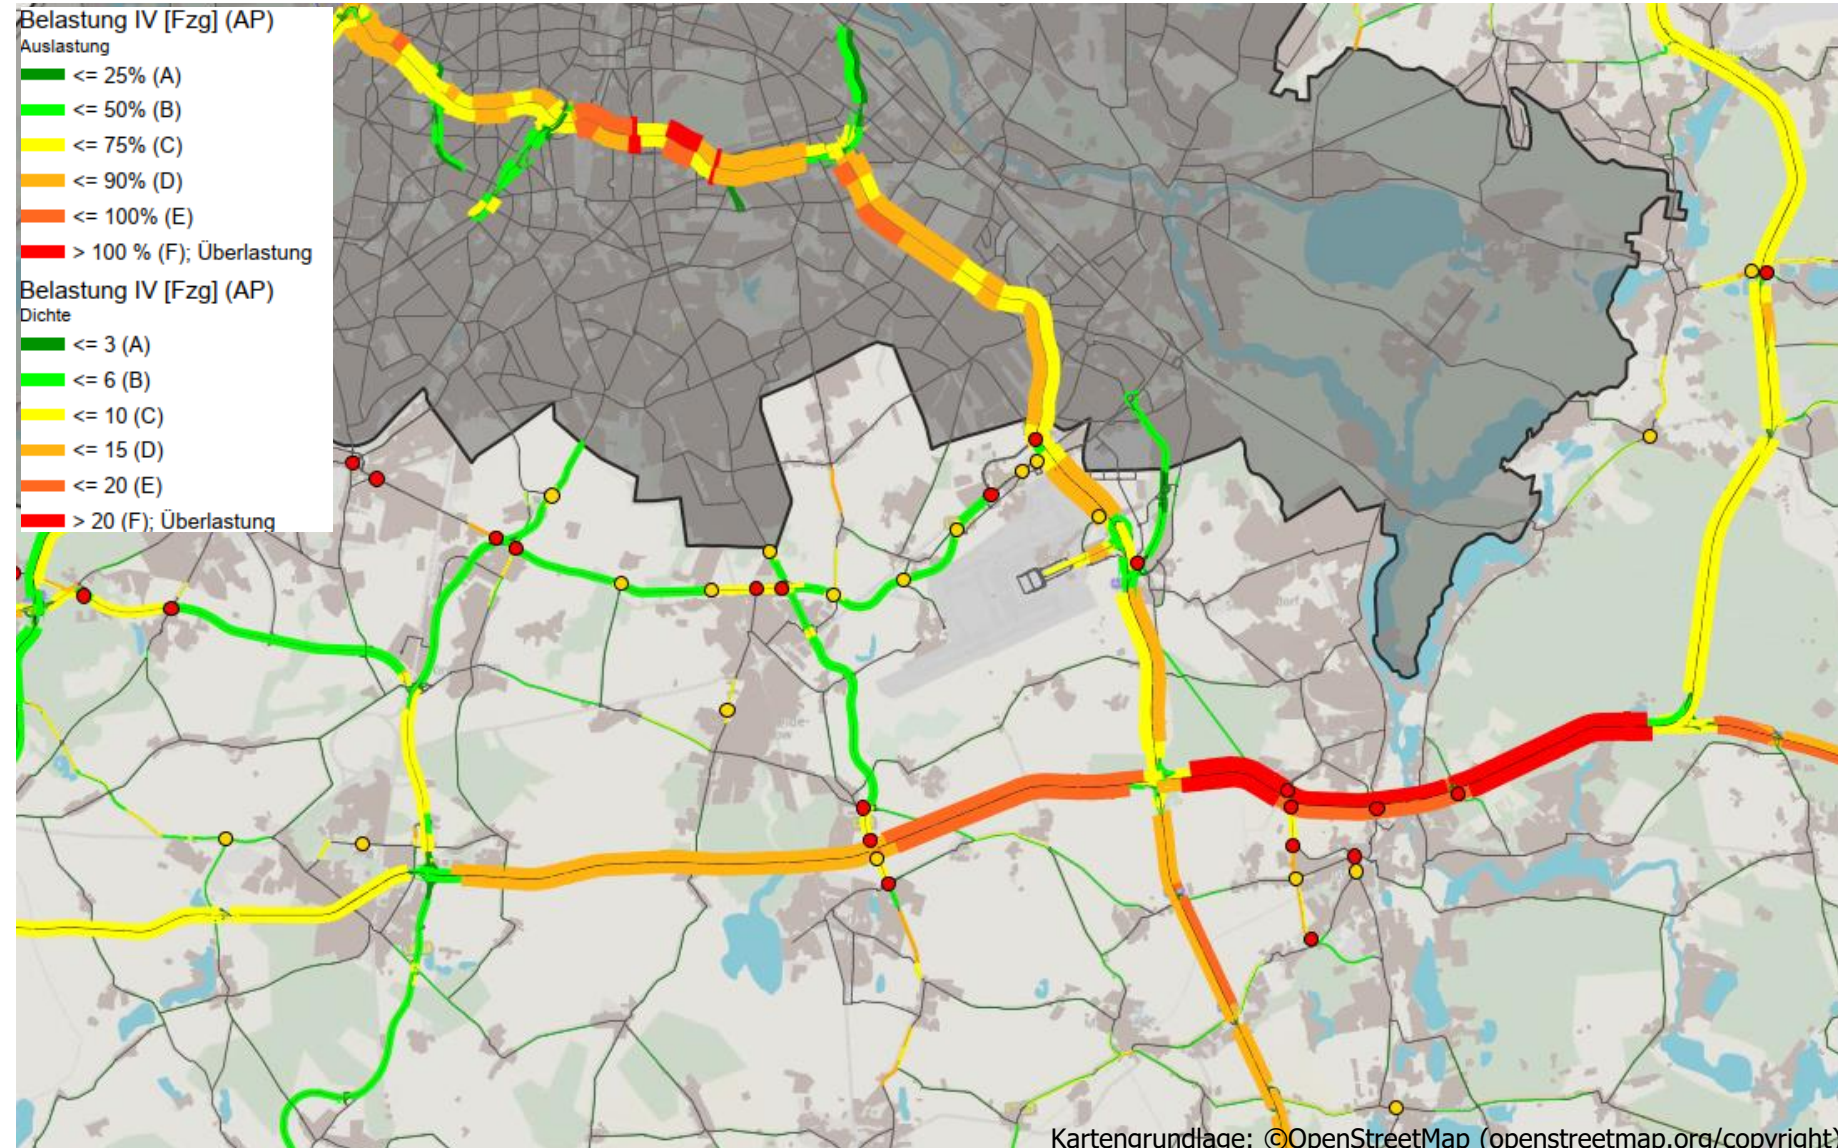 Belastung IV [Fzg] (AP)
Auslastung
<= 25% (A)
<= 50% (B)
<= 75% (C)
<= 90% (D)
<= 100% (E)
> 100 % (F); Überlastung
Belastung IV [Fzg] (AP)
Dichte
<= 3 (A)
<= 6 (B)
<= 10 (C)
<= 15 (D)
<= 20 (E)
> 20 (F); Überlastung
Kartengrundlage: ©OpenStreetMap (openstreetmap.org/copyright)